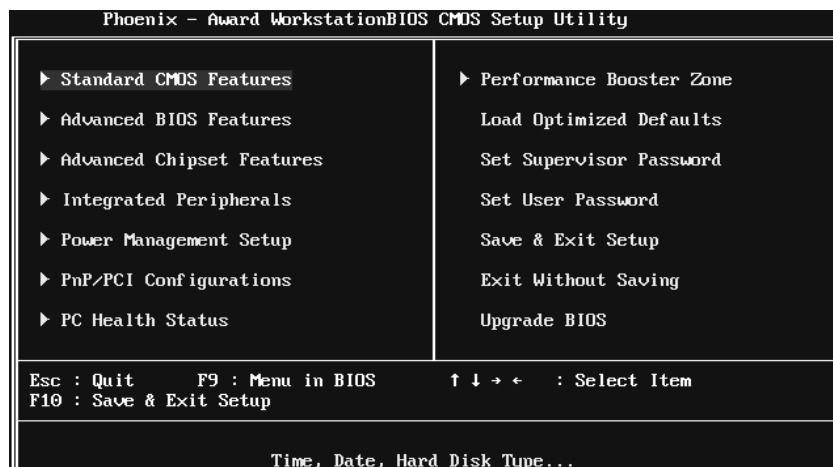 Phoenix - Award WorkstationBIOS CMOS Setup Utility
▶ Standard CMOS Features
▶ Advanced BIOS Features
▶ Advanced Chipset Features
▶ Integrated Peripherals
▶ Power Management Setup
▶ PnP/PCI Configurations
▶ PC Health Status
▶ Performance Booster Zone
Load Optimized Defaults
Set Supervisor Password
Set User Password
Save & Exit Setup
Exit Without Saving
Upgrade BIOS
Esc : Quit F9 : Menu in BIOS ↑ ↓ → ← : Select Item
F10 : Save & Exit Setup
Time, Date, Hard Disk Type...